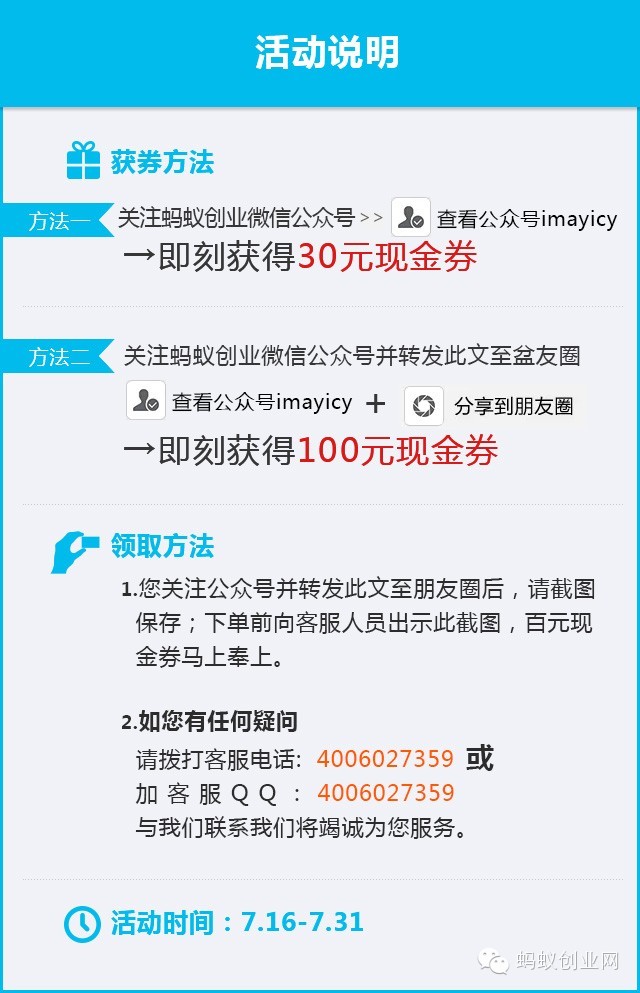 活动说明
获券方法
方法一 关注蚂蚁创业微信公众号>> 查看公众号imayicy
→即刻获得30元现金券
方法二 关注蚂蚁创业微信公众号并转发此文至盆友圈
查看公众号imayicy + 分享到朋友圈
→即刻获得100元现金券
领取方法
1.您关注公众号并转发此文至朋友圈后，请截图
保存；下单前向客服人员出示此截图，百元现
金券马上奉上。
2.如您有任何疑问
请拨打客服电话: 4006027359 或
加客服QQ：4006027359
与我们联系我们将竭诚为您服务。
活动时间：7.16-7.31
蚂蚁创业网